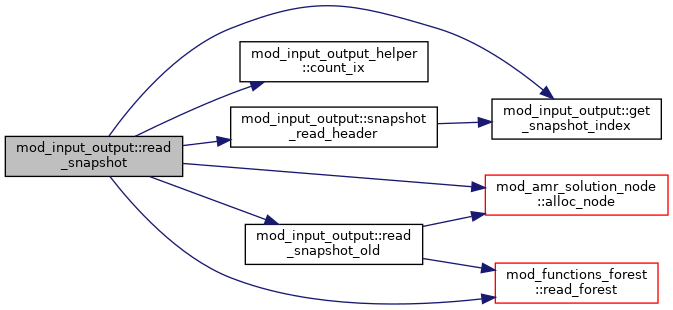 mod_input_output::read
_snapshot
mod_input_output_helper
::count_ix
mod_input_output::snapshot
_read_header
mod_input_output::get
_snapshot_index
mod_amr_solution_node
::alloc_node
mod_input_output::read
_snapshot_old
mod_functions_forest
::read_forest